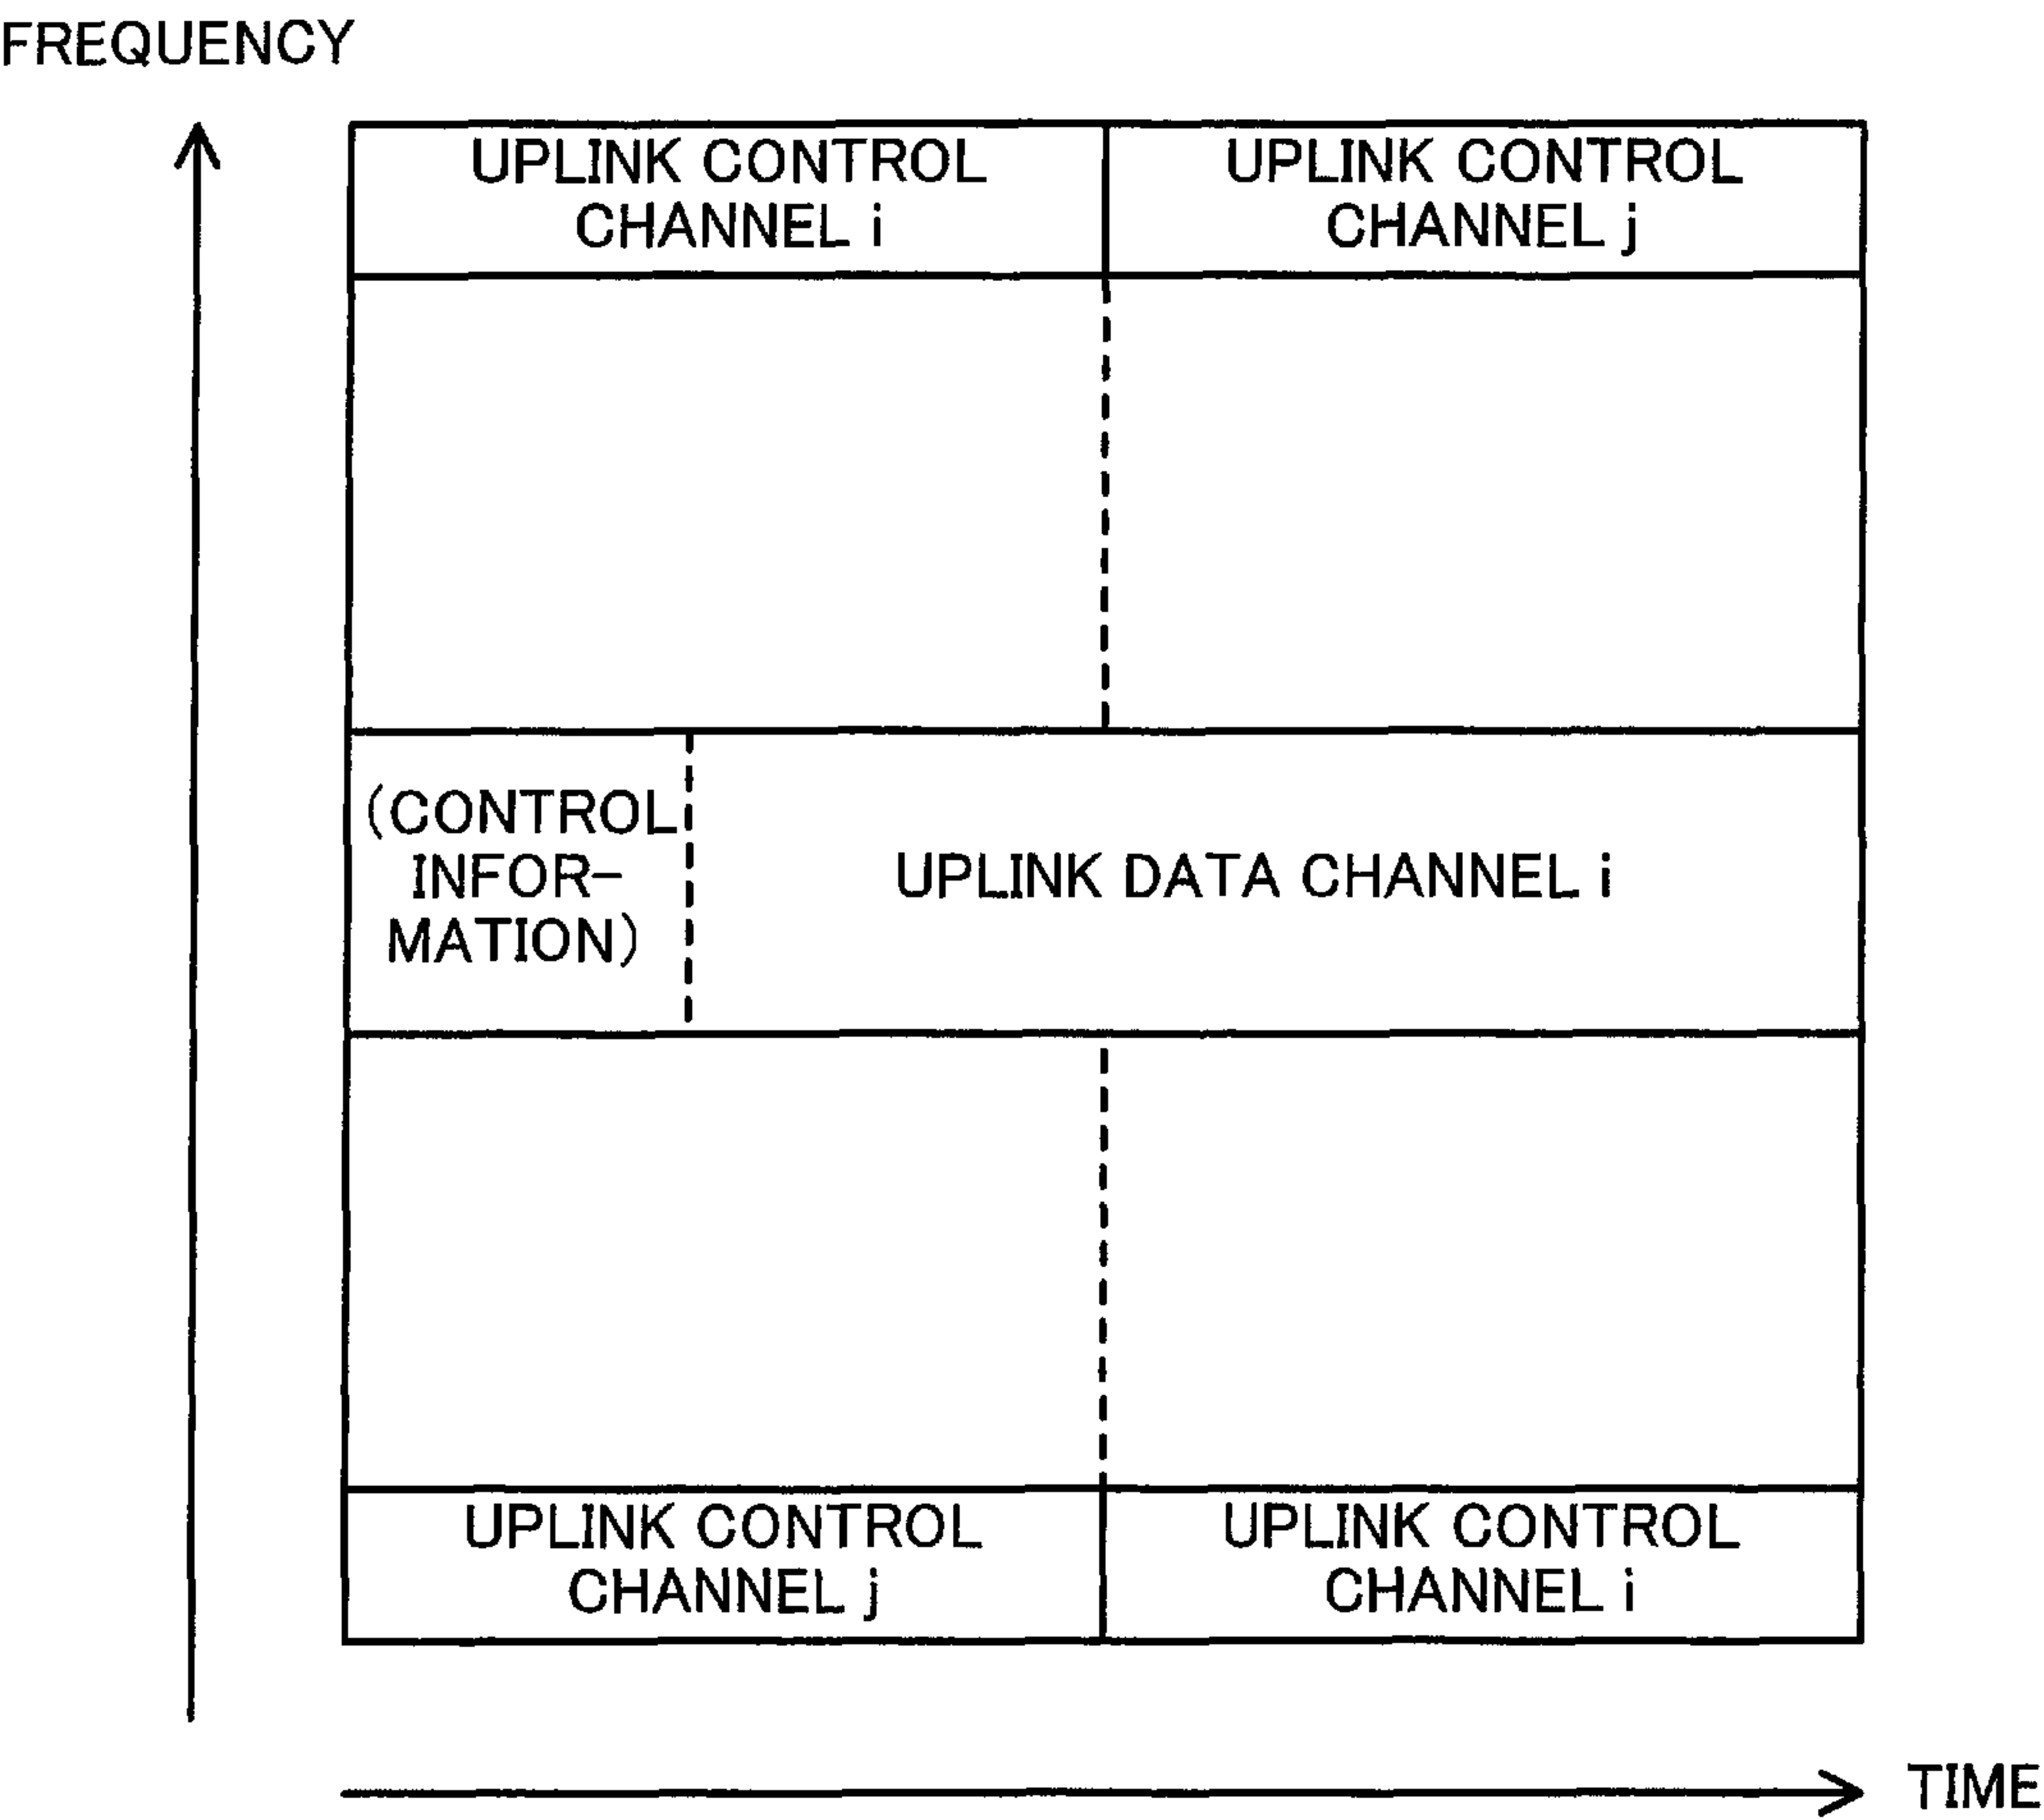 FREQUENCY
UPLINK CONTROL
CHANNEL i
UPLINK CONTROL
CHANNEL j
(CONTROL
INFOR-
MATION)
UPLINK DATA CHANNEL i
UPLINK CONTROL
CHANNEL j
UPLINK CONTROL
CHANNEL i
TIME